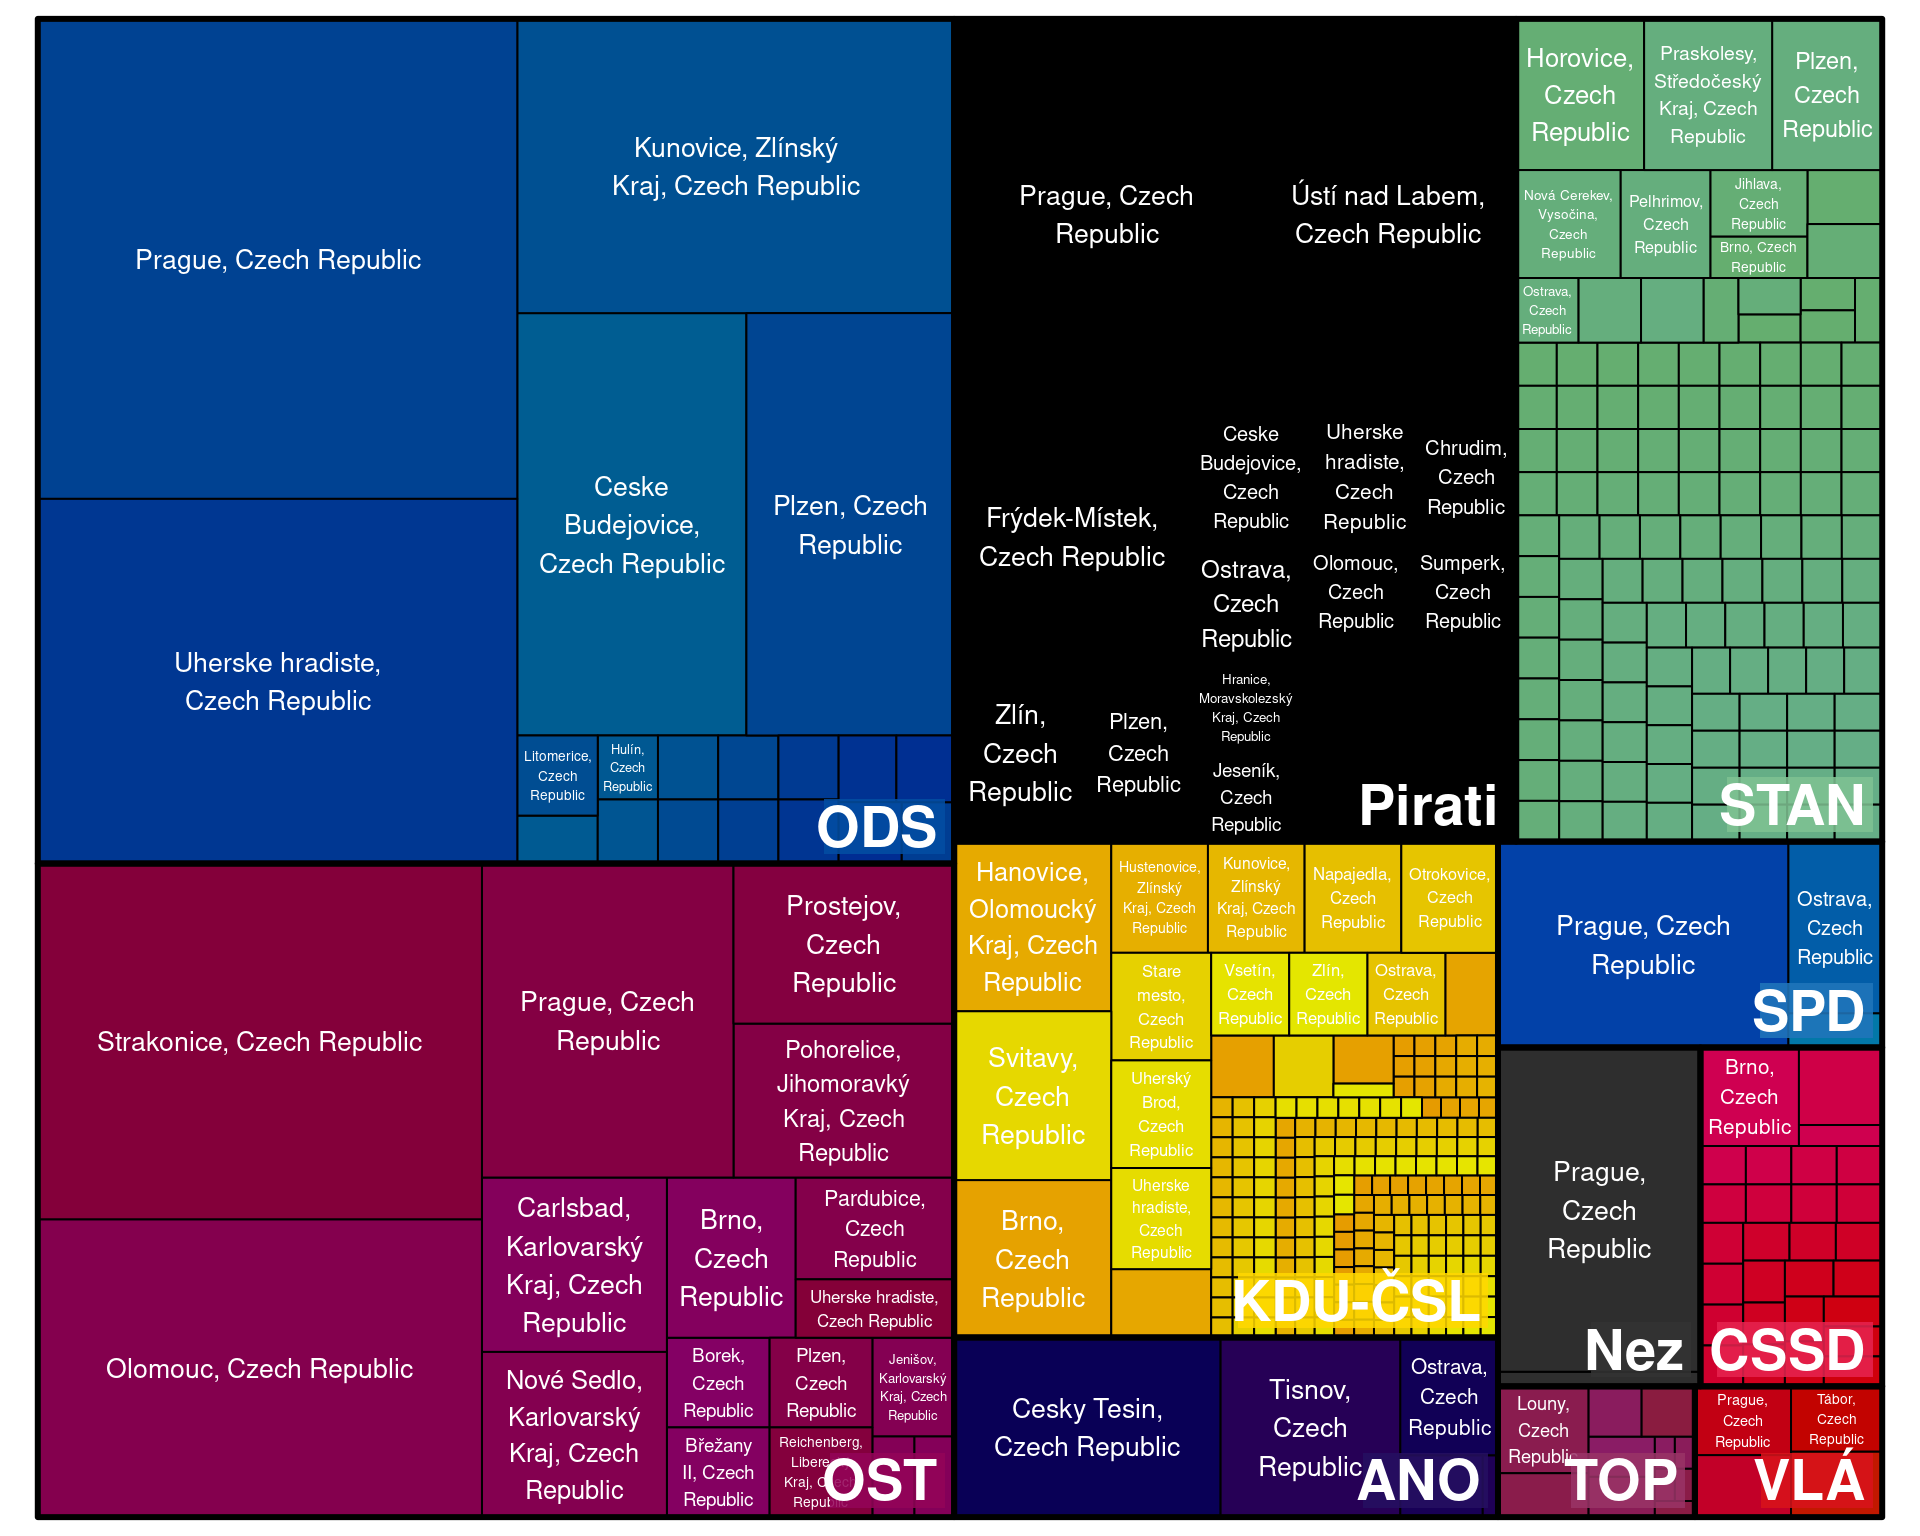 Prague, Czech Republic
Kunovice, Zlínský
Kraj, Czech Republic
Uherske hradiste,
Czech Republic
Ceske
Budejovice,
Czech Republic
Plzen, Czech
Republic
Litomerice,
Czech
Republic
Hulín,
Czech
Republic
ODS
Prague, Czech
Republic
Ústí nad Labem,
Czech Republic
Frýdek-Místek,
Czech Republic
Ceske
Budejovice,
Czech
Republic
Uherske
hradiste,
Czech
Republic
Chrudim,
Czech
Republic
Ostrava,
Czech
Republic
Olomouc,
Czech
Republic
Sumperk,
Czech
Republic
Zlín,
Czech
Republic
Plzen,
Czech
Republic
Hranice,
Moravskolezský
Kraj, Czech
Republic
Jeseník,
Czech
Republic
Pirati
Horovice,
Czech
Republic
Praskolesy,
Středočeský
Kraj, Czech
Republic
Plzen,
Czech
Republic
Nová Cerekev,
Vysočina,
Czech
Republic
Pelhrimov,
Czech
Republic
Jihlava,
Czech
Republic
Brno, Czech
Republic
Ostrava,
Czech
Republic
STAN
Strakonice, Czech Republic
Olomouc, Czech Republic
Prague, Czech
Republic
Prostejov,
Czech
Republic
Pohorelice,
Jihomoravký
Kraj, Czech
Republic
Carlsbad,
Karlovarský
Kraj, Czech
Republic
Nové Sedlo,
Karlovarský
Kraj, Czech
Republic
Brno,
Czech
Republic
Pardubice,
Czech
Republic
Uherske hradiste,
Czech Republic
Borek,
Czech
Republic
Plzen,
Czech
Republic
Jenišov,
Karlovarský
Kraj, Czech
Republic
Břežany
II, Czech
Republic
Reichenberg,
Kraj, Czech
Republic
OST
Hanovice,
Olomoucký
Kraj, Czech
Republic
Hustenovice,
Zlínský
Kraj, Czech
Republic
Kunovice,
Zlínský
Kraj, Czech
Republic
Napajedla,
Czech
Republic
Otrokovice,
Czech
Republic
Svitavy,
Czech
Republic
Stare
mesto,
Czech
Republic
Vsetín,
Czech
Republic
Zlín,
Czech
Republic
Ostrava,
Czech
Republic
Uherský
Brod,
Czech
Republic
Brno,
Czech
Republic
Uherske
hradiste,
Czech
Republic
KDU-ČSL
Cesky Tesin,
Czech Republic
Tisnov,
Czech
Republic
Ostrava,
Czech
Republic
ANO
Prague, Czech
Republic
Ostrava,
Czech
Republic
SPD
Prague,
Czech
Republic
Nez
Brno,
Czech
Republic
CSSD
Louny,
Czech
Republic
TOP
Prague,
Czech
Republic
Tábor,
Czech
Republic
VLÁ